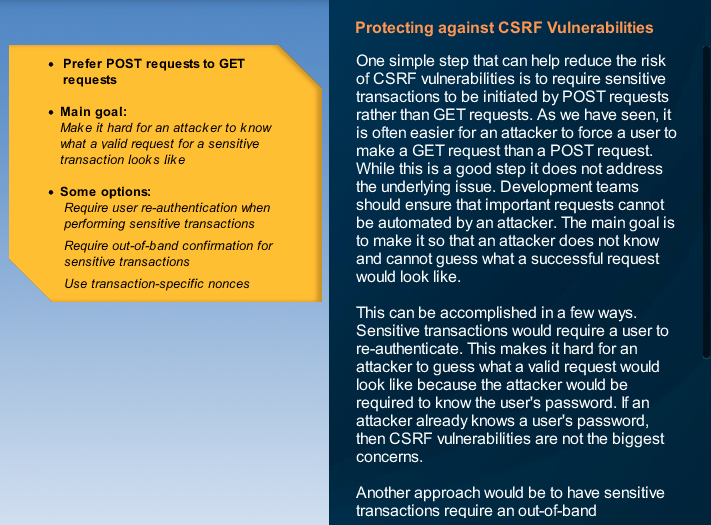 • Prefer POST requests to GET
requests
• Main goal:
Make it hard for an attacker to know
what a valid request for a sensitive
transaction looks like
• Some options:
Require user re-authentication when
performing sensitive transactions
Require out-of-band confirmation for
sensitive transactions
Use transaction-specific nonces
Protecting against CSRF Vulnerabilities
One simple step that can help reduce the risk
of CSRF vulnerabilities is to require sensitive
transactions to be initiated by POST requests
rather than GET requests. As we have seen, it
is often easier for an attacker to force a user to
make a GET request than a POST request.
While this is a good step it does not address
the underlying issue. Development teams
should ensure that important requests cannot
be automated by an attacker. The main goal is
to make it so that an attacker does not know
and cannot guess what a successful request
would look like.
This can be accomplished in a few ways.
Sensitive transactions would require a user to
re-authenticate. This makes it hard for an
attacker to guess what a valid request would
look like because the attacker would be
required to know the user's password. If an
attacker already knows a user's password,
then CSRF vulnerabilities are not the biggest
concerns.
Another approach would be to have sensitive
transactions require an out-of-band